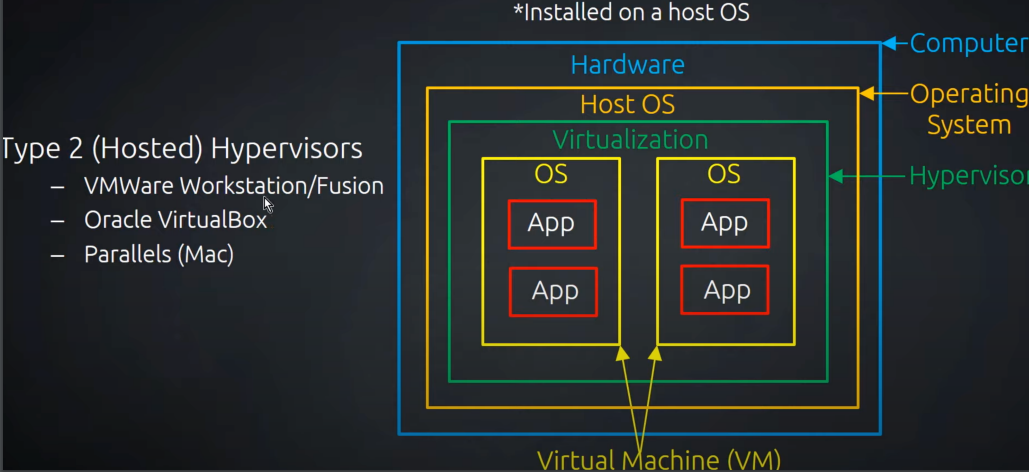 *Installed on a host OS
Computer
Hardware
Operating
System
Host OS
Type 2 (Hosted) Hypervisors
Virtualization
Hypervisor
– VMWare Workstation/Fusion
– Oracle VirtualBox
– Parallels (Mac)
OS
OS
App
App
App
App
Virtual Machine (VM)